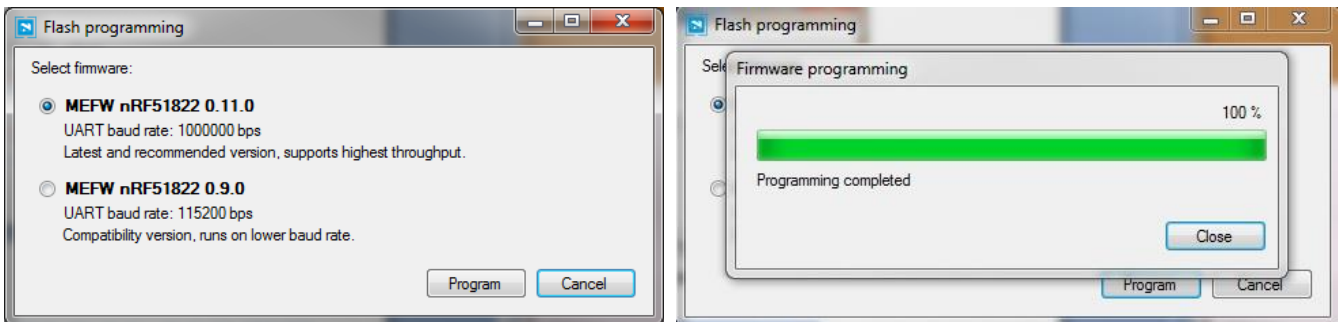 Flash programming
Select firmware:
MEFW nRF51822 0.11.0
UART baud rate: 1000000 bps
Latest and recommended version, supports highest throughput.
MEFW nRF51822 0.9.0
UART baud rate: 115200 bps
Compatibility version, runs on lower baud rate.
Program Cancel
Flash programming
Firmware programming
100 %
Programming completed
Close
Program Cancel